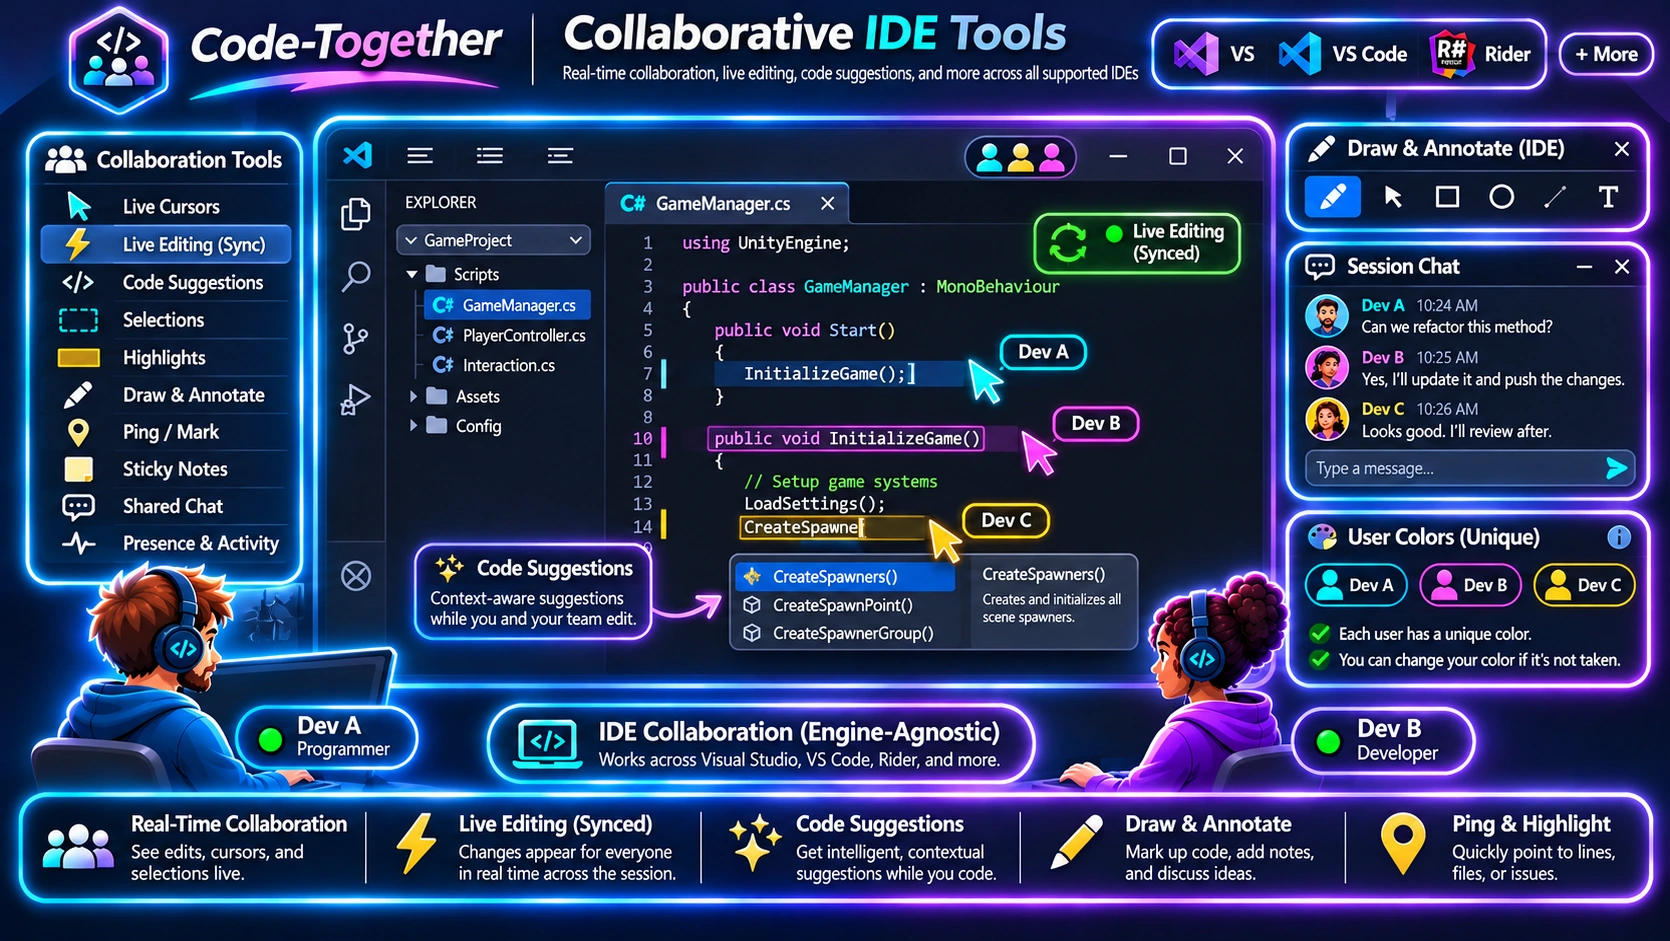 Code-Together
Collaborative IDE Tools
Real-time collaboration, live editing, code suggestions, and more across all supported IDEs
VS
VS Code
R#
Rider
+ More
Collaboration Tools
Live Cursors
Live Editing (Sync)
Code Suggestions
Selections
Highlights
Draw & Annotate
Ping / Mark
Sticky Notes
Shared Chat
Presence & Activity
EXPLORER
GameProject
Scripts
C# GameManager.cs
C# PlayerController.cs
C# Interaction.cs
Assets
Config
C# GameManager.cs
Live Editing
(Synced)
1 using UnityEngine;
2
3 public class GameManager : MonoBehaviour
4 {
5 public void Start()
6 {
7 InitializeGame();
8 }
8
10 public void InitializeGame()
11 {
12 // Setup game systems
13 LoadSettings();
14 CreateSpawne
Dev A
Dev B
Dev C
Code Suggestions
Context-aware suggestions
while you and your team edit.
CreateSpawners()
CreateSpawnPoint()
CreateSpawnerGroup()
CreateSpawners()
Creates and initializes all
scene spawners.
Draw & Annotate (IDE)
T
Session Chat
Dev A 10:24 AM
Can we refactor this method?
Dev B 10:25 AM
Yes, I'll update it and push the changes.
Dev C 10:26 AM
Looks good. I'll review after.
Type a message...
User Colors (Unique)
Dev A
Dev B
Dev C
Each user has a unique color.
You can change your color if it's not taken.
Dev A
Programmer
IDE Collaboration (Engine-Agnostic)
Works across Visual Studio, VS Code, Rider, and more.
Dev B
Developer
Real-Time Collaboration
See edits, cursors, and
selections live.
Live Editing (Synced)
Changes appear for everyone
in real time across the session.
Code Suggestions
Get intelligent, contextual
suggestions while you code.
Draw & Annotate
Mark up code, add notes,
and discuss ideas.
Ping & Highlight
Quickly point to lines,
files, or issues.